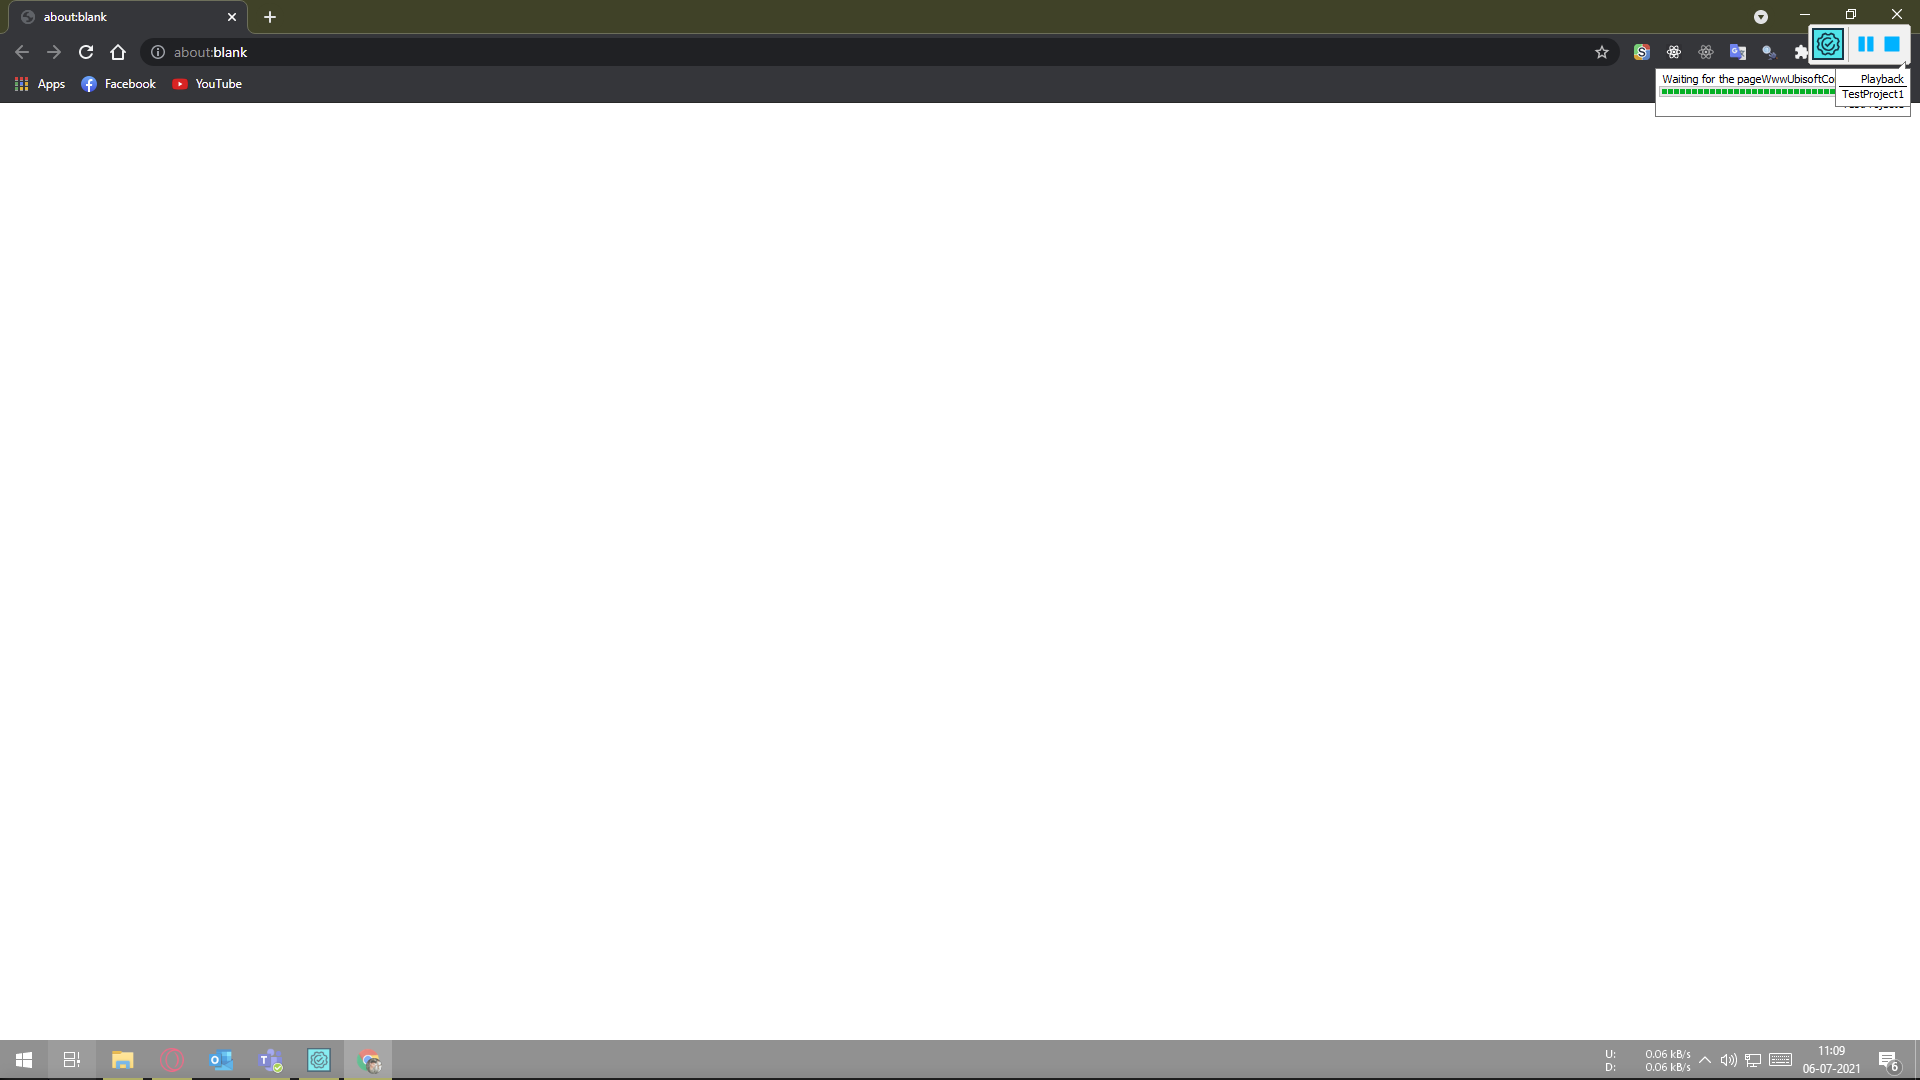 about:blank
about:blank
Apps Facebook YouTube
Waiting for the pageWwwUbisoftCo
Playback
TestProject1
U: 0.06 kB/s
D: 0.06 kB/s
11:09
06-07-2021
6